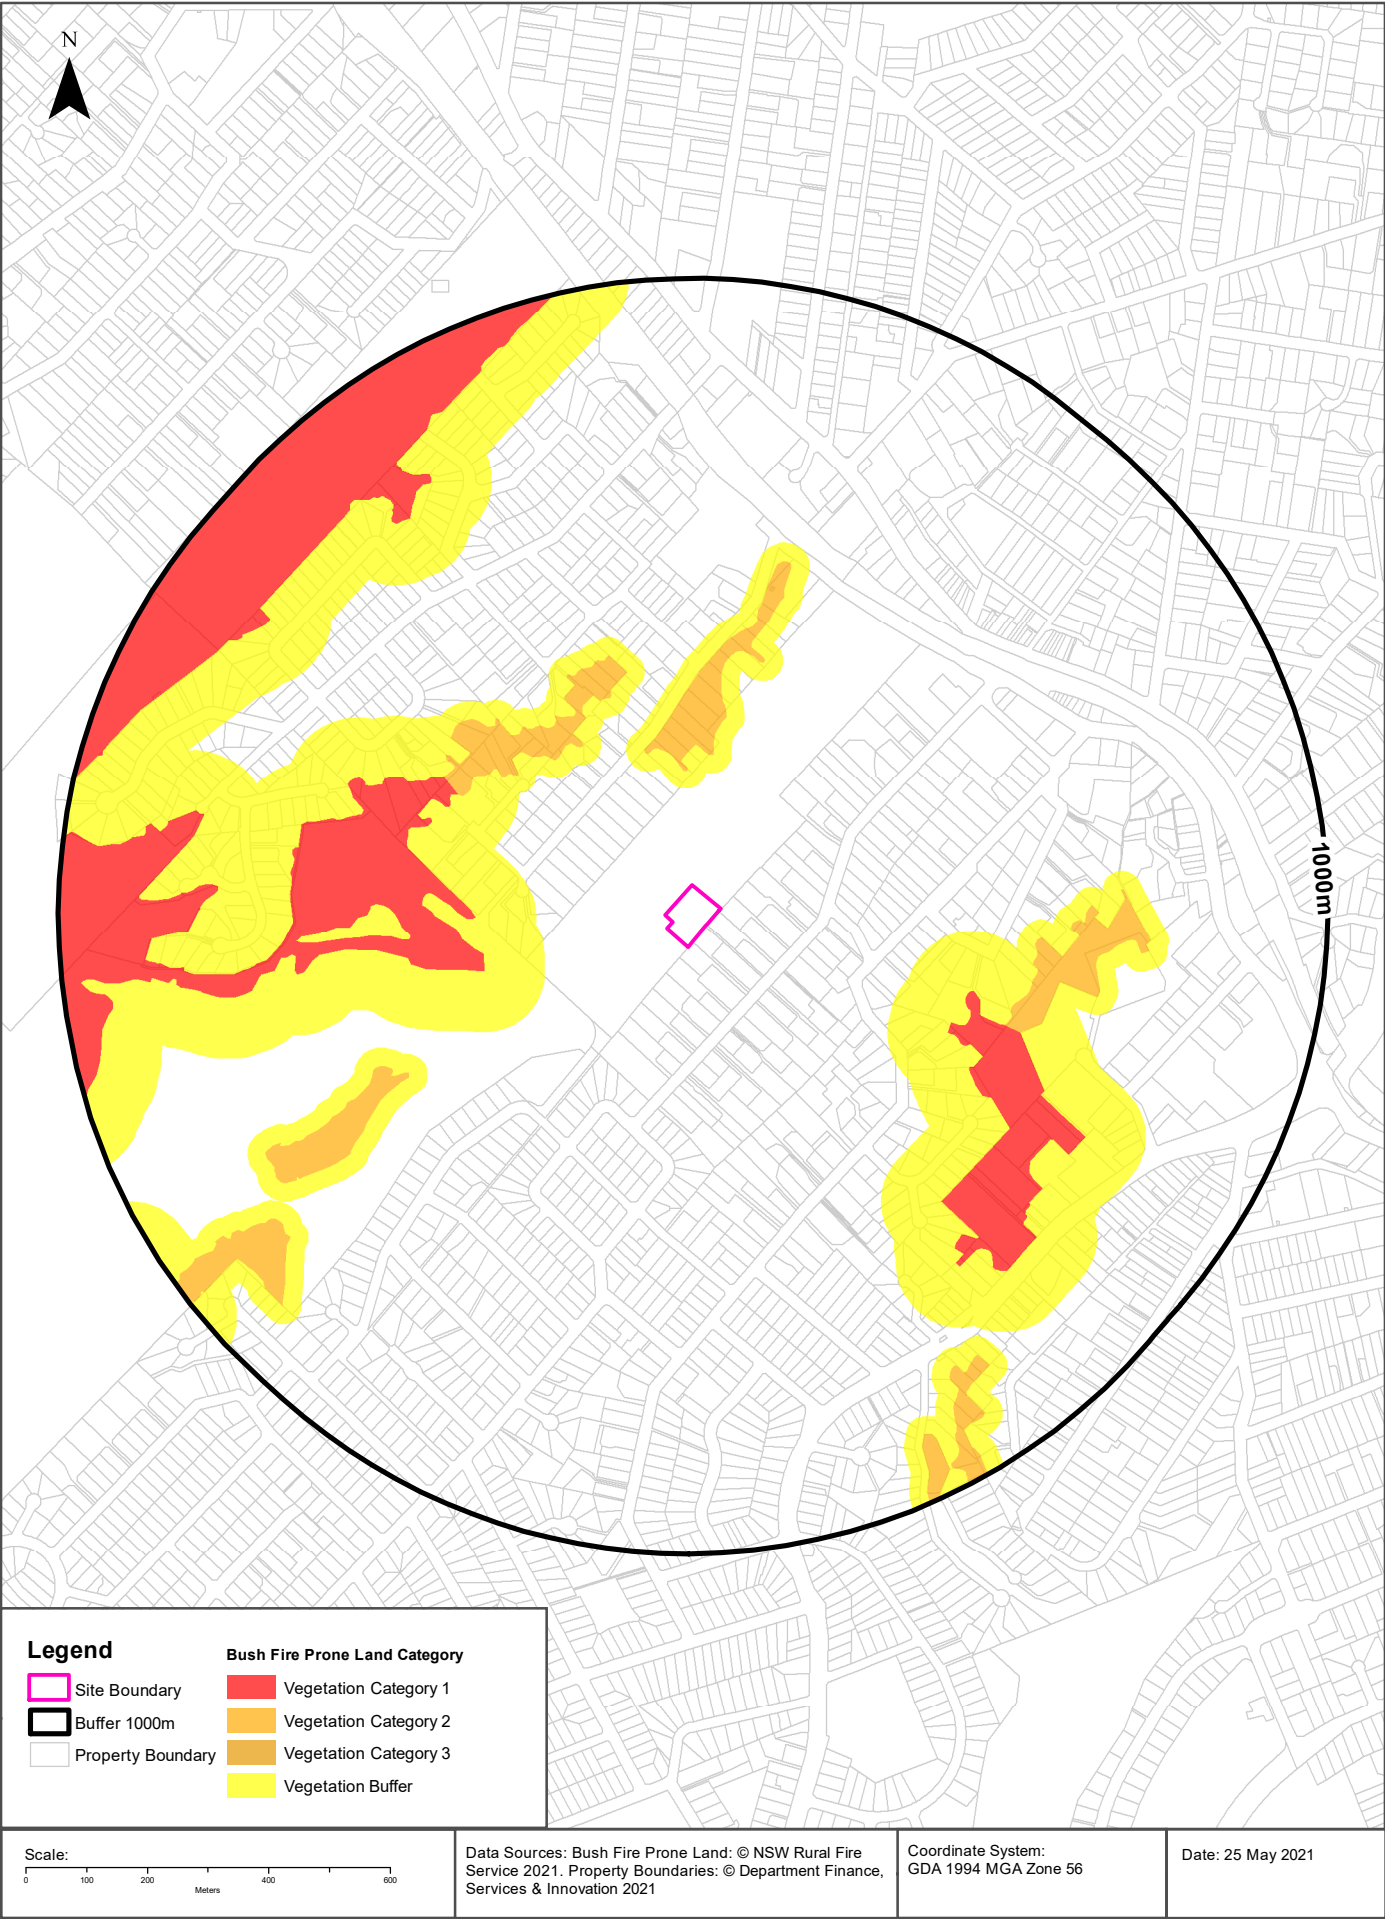 N
1000m
Legend
Site Boundary
Buffer 1000m
Property Boundary
Bush Fire Prone Land Category
Vegetation Category 1
Vegetation Category 2
Vegetation Category 3
Vegetation Buffer
Scale:
0 100 200 400 600
Meters
Data Sources: Bush Fire Prone Land: © NSW Rural Fire
Service 2021. Property Boundaries: © Department Finance,
Services & Innovation 2021
Coordinate System:
GDA 1994 MGA Zone 56
Date: 25 May 2021